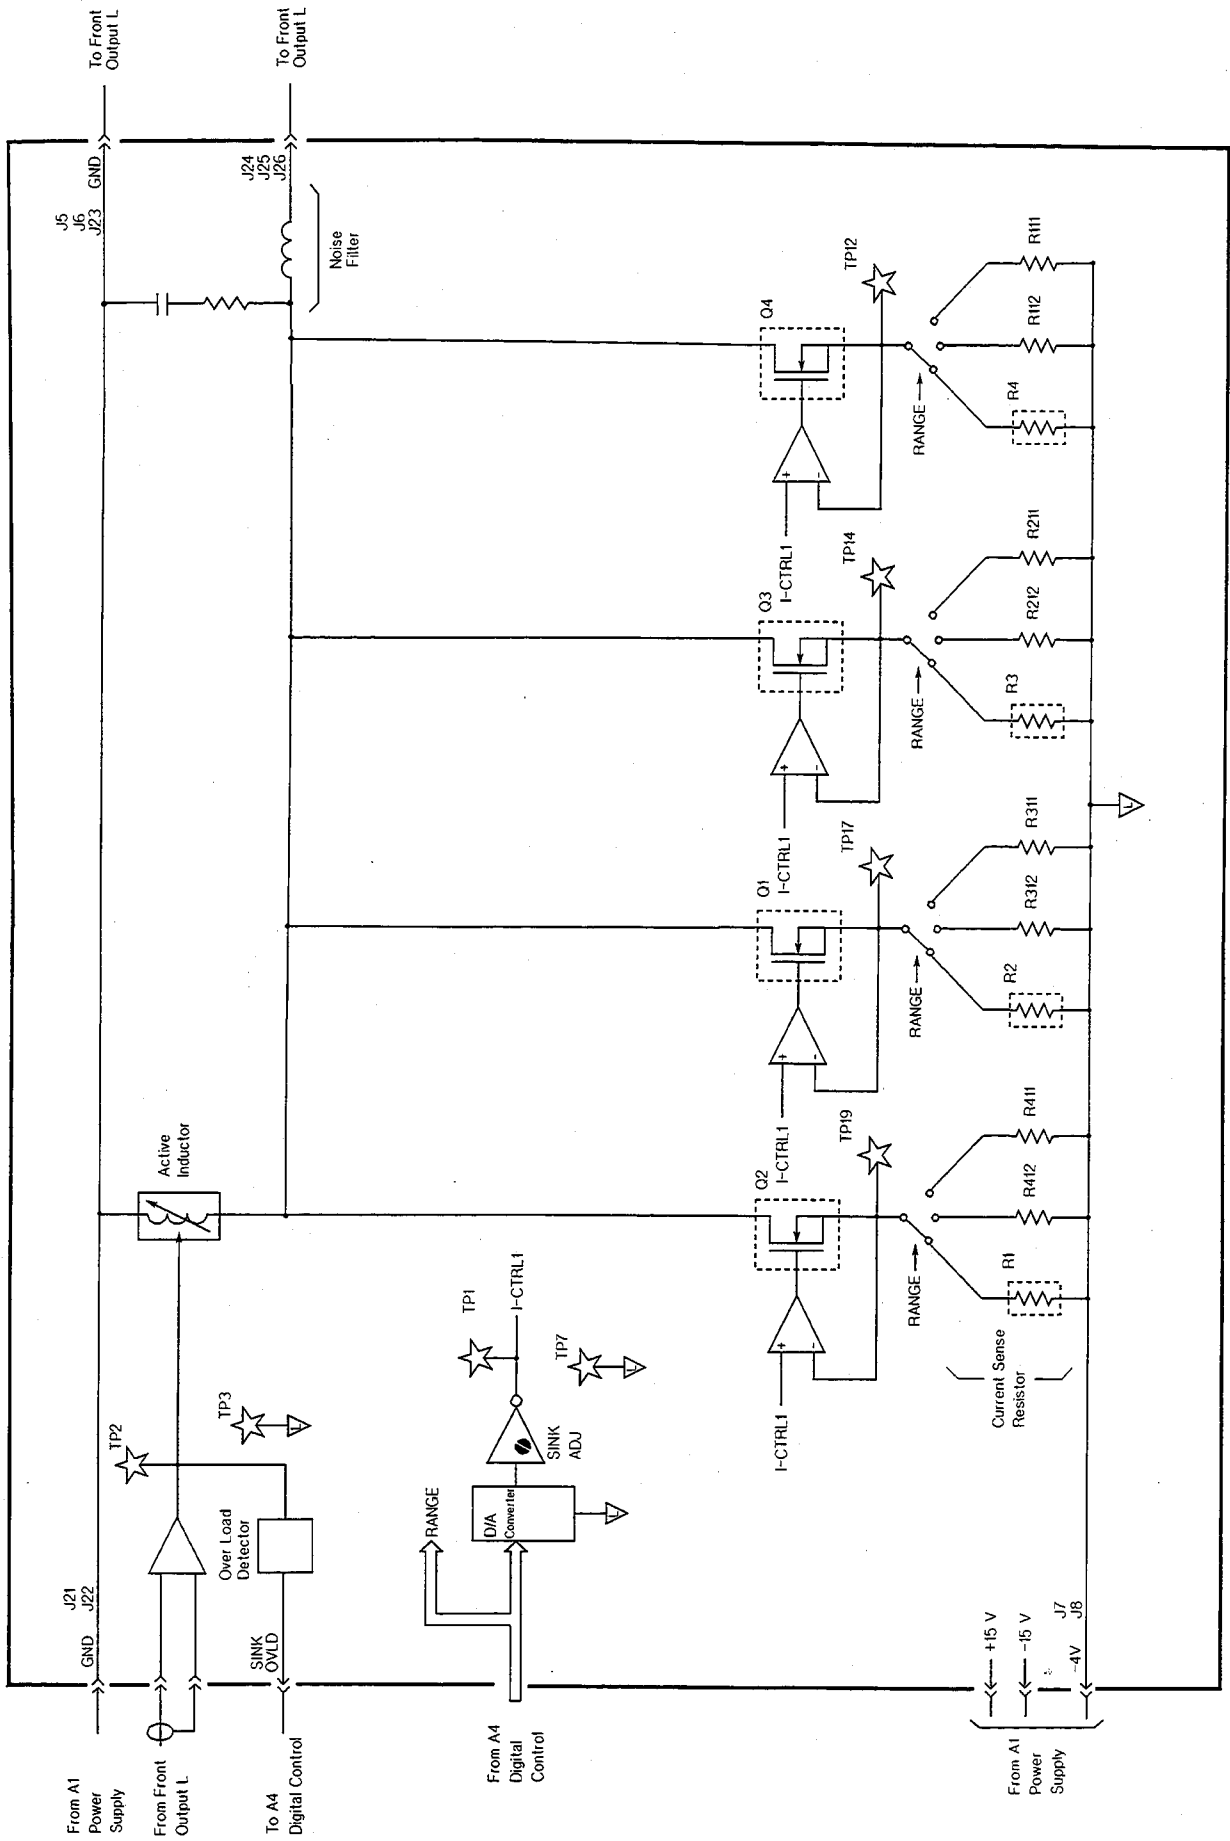 From A1
Power
Supply
GND
J21
J22
J5
J6
J23
GND
To Front
Output L
From Front
Output L
To A4
Digital Control
SINK
OVLD
Over Load
Detector
TP2
TP3
L
Active
Inductor
J24
J25
J26
To Front
Output L
Noise
Filter
From A4
Digital
Control
RANGE
D/A
Converter
L
SINK
ADJ
TP1
I-CTRL1
TP7
L
I-CTRL1
+
-
Q2
TP19
I-CTRL1
+
-
Q1
TP17
I-CTRL1
+
-
Q3
TP14
I-CTRL1
+
-
Q4
TP12
RANGE
RANGE
RANGE
RANGE
Current Sense
Resistor
R1
R412
R411
R2
R312
R311
R3
R212
R211
R4
R112
R111
L
From A1
Power
Supply
+15 V
-15 V
-4V
J7
J8